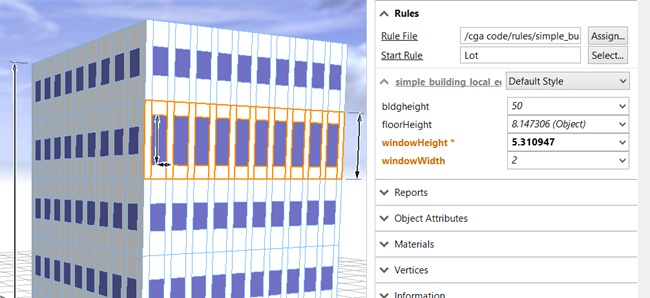 Rules
Rule File /cga code/rules/simple_bu Assign...
Start Rule Lot Select...
Default Style
bldgheight 50
floorHeight 8.147306 (Object)
windowHeight * 5.310947
windowWidth 2
Reports
Object Attributes
Materials
Vertices
Information